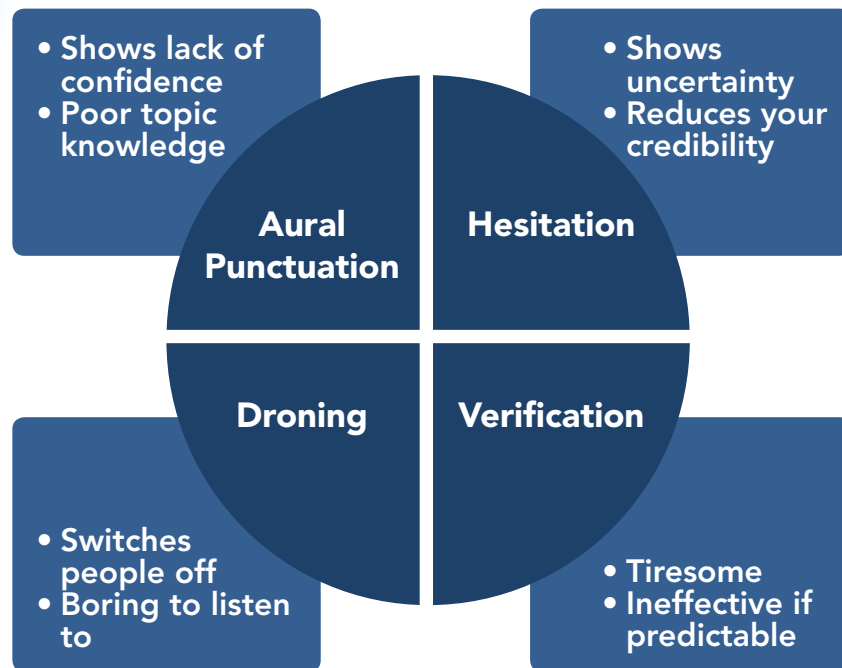 • Shows lack of
confidence
• Poor topic
knowledge
• Shows
uncertainty
• Reduces your
credibility
Aural
Punctuation
Hesitation
Droning
Verification
• Switches
people off
• Boring to listen
to
• Tiresome
• Ineffective if
predictable